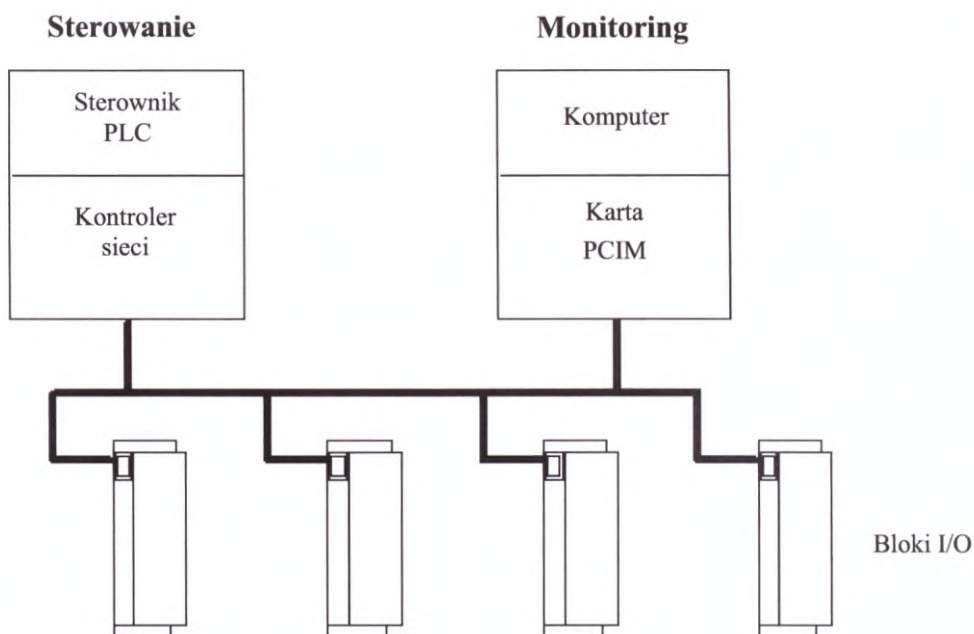 Sterowanie
Monitoring
Sterownik
PLC
Kontroler
sieci
Komputer
Karta
PCIM
Bloki I/O